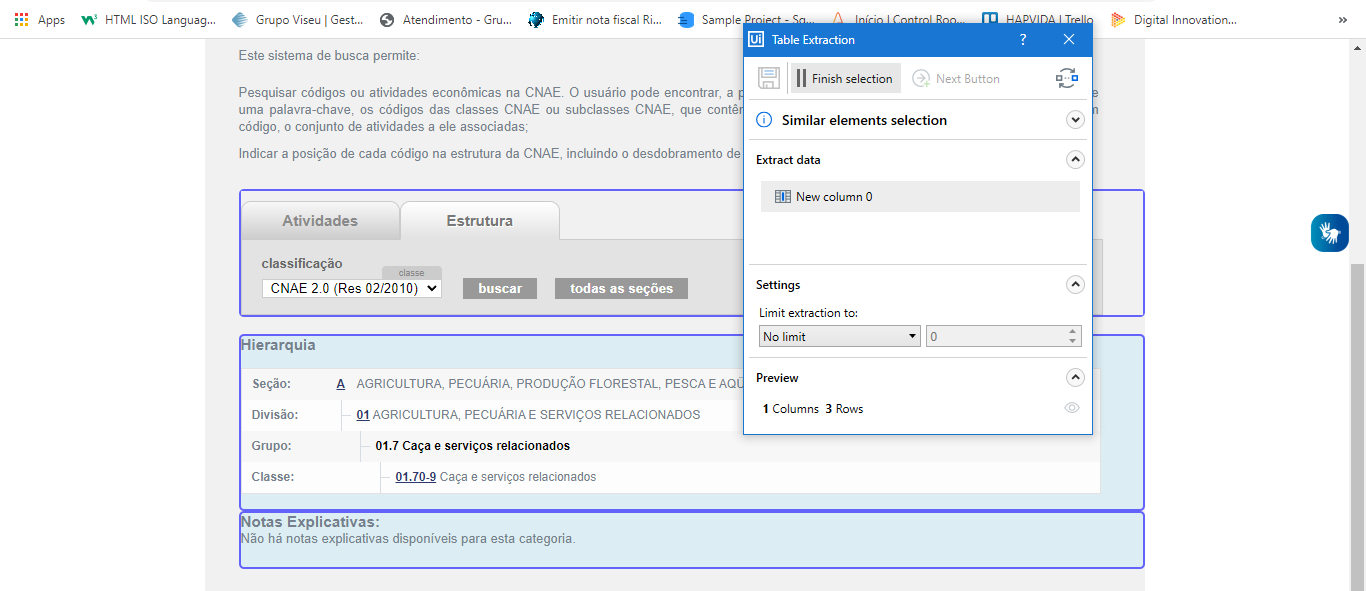 Apps HTML ISO Languag... Grupo Viseu | Gest... Atendimento - Gru... Emitir nota fiscal Ri... Sample Project - Sq... Início | Control Roo... HAPVIDA | Trello Digital Innovation... »
Este sistema de busca permite:
Pesquisar códigos ou atividades econômicas na CNAE. O usuário pode encontrar, a p
e
uma palavra-chave, os códigos das classes CNAE ou subclasses CNAE, que contê
m
código, o conjunto de atividades a ele associadas;
Indicar a posição de cada código na estrutura da CNAE, incluindo o desdobramento de
Atividades
Estrutura
classificação
classe
CNAE 2.0 (Res 02/2010)
buscar
todas as seções
Hierarquia
Seção: A AGRICULTURA, PECUÁRIA, PRODUÇÃO FLORESTAL, PESCA E AQÜ
Divisão: 01 AGRICULTURA, PECUÁRIA E SERVIÇOS RELACIONADOS
Grupo: 01.7 Caça e serviços relacionados
Classe: 01.70-9 Caça e serviços relacionados
Notas Explicativas:
Não há notas explicativas disponíveis para esta categoria.
Ui Table Extraction ?
Finish selection
Next Button
Similar elements selection
Extract data
New column 0
Settings
Limit extraction to:
No limit
0
Preview
1 Columns 3 Rows